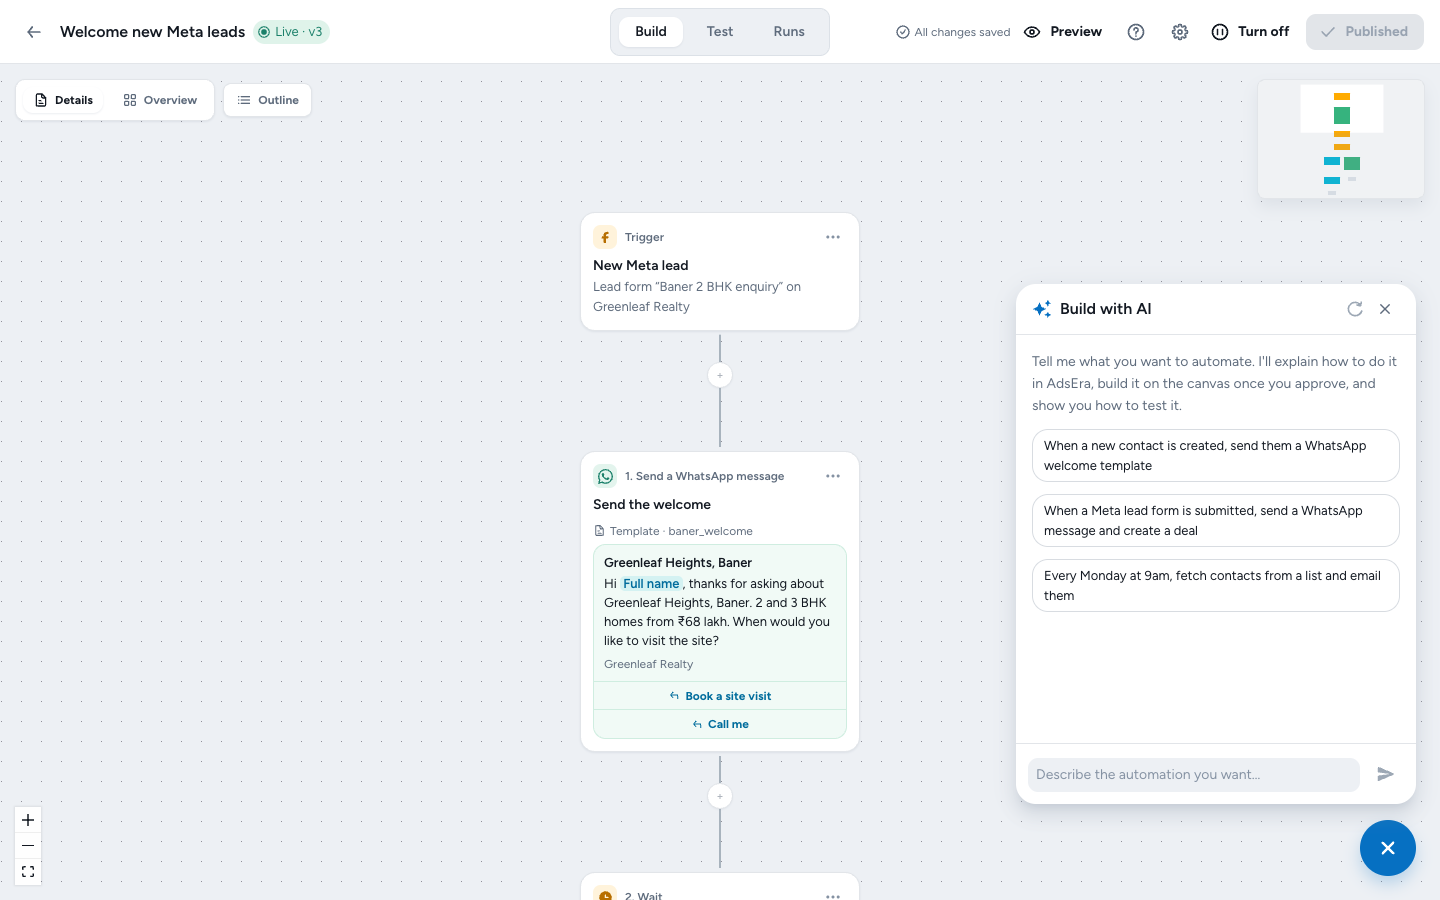 Welcome new Meta leads
Live · v3
Build
Test
Runs
All changes saved
Preview
Turn off
Published
Details
Overview
Outline
Trigger
New Meta lead
Lead form “Baner 2 BHK enquiry” on
Greenleaf Realty
1. Send a WhatsApp message
Send the welcome
Template · baner_welcome
Greenleaf Heights, Baner
Hi Full name, thanks for asking about
Greenleaf Heights, Baner. 2 and 3 BHK
homes from ₹68 lakh. When would you
like to visit the site?
Greenleaf Realty
Book a site visit
Call me
2. Wait
Build with AI
Tell me what you want to automate. I'll explain how to do it
in AdsEra, build it on the canvas once you approve, and
show you how to test it.
When a new contact is created, send them a WhatsApp
welcome template
When a Meta lead form is submitted, send a WhatsApp
message and create a deal
Every Monday at 9am, fetch contacts from a list and email
them
Describe the automation you want...